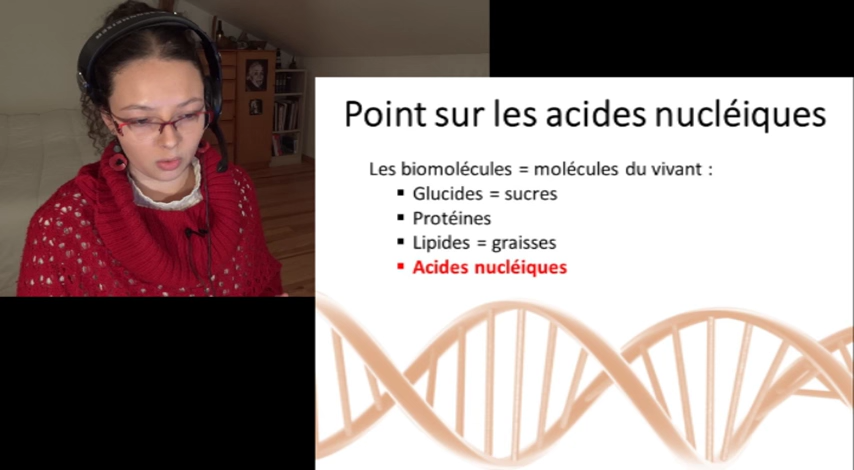 Point sur les acides nucléiques
Les biomolécules = molécules du vivant :
▪ Glucides = sucres
▪ Protéines
▪ Lipides = graisses
▪ Acides nucléiques